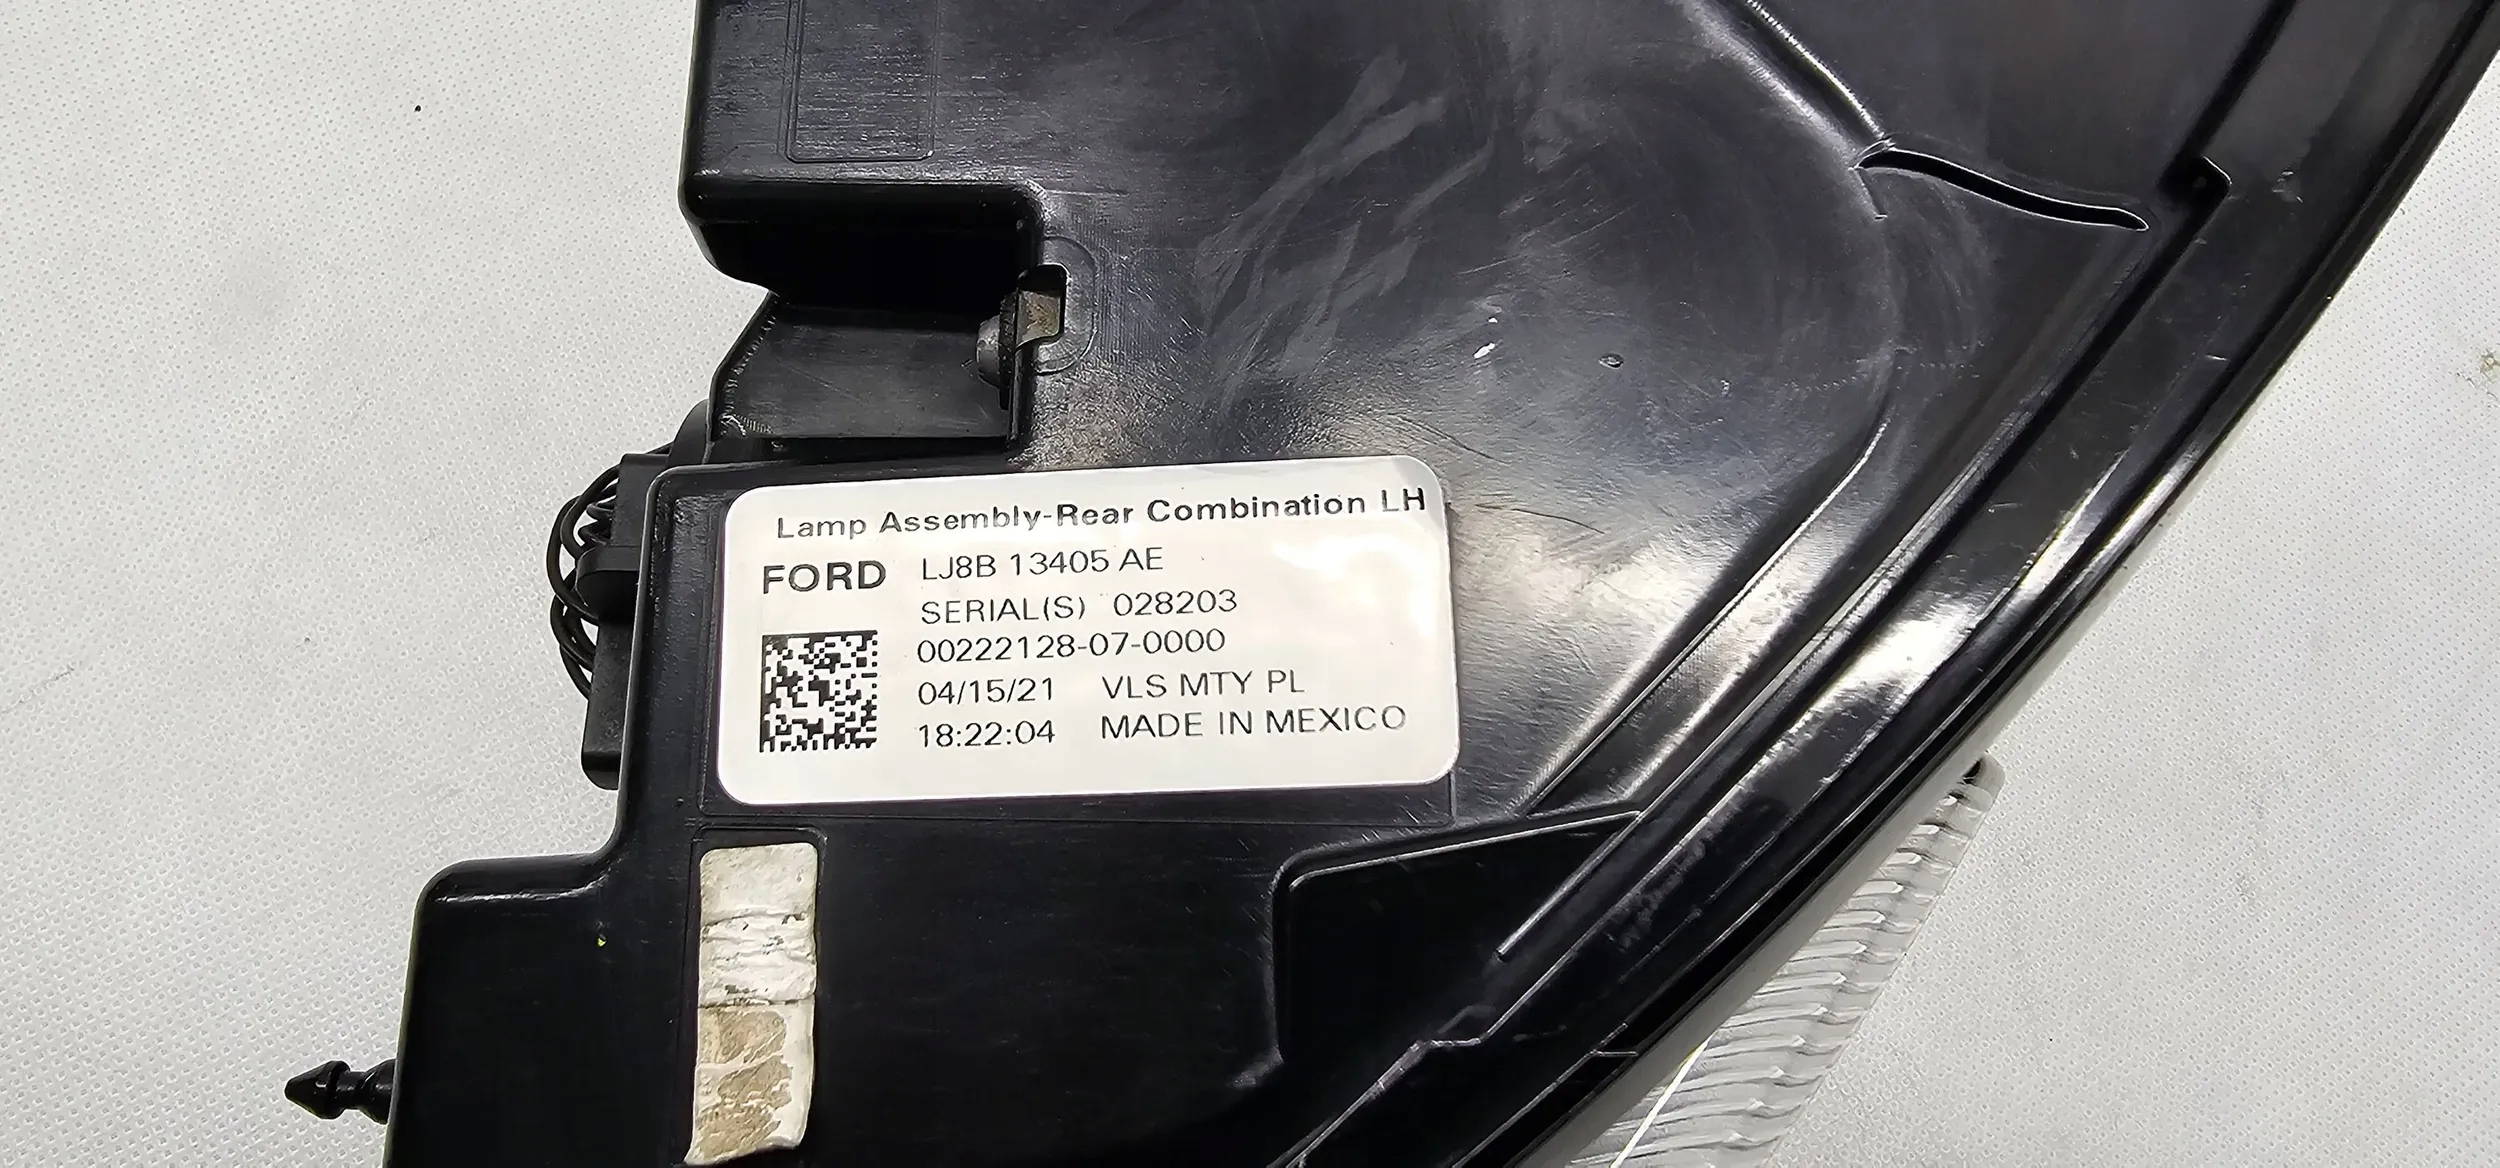 Lamp Assembly-Rear Combination LH
FORD LJ8B 13405 AE
SERIAL(S) 028203
00222128-07-0000
04/15/21 VLS MTY PL
18:22:04 MADE IN MEXICO